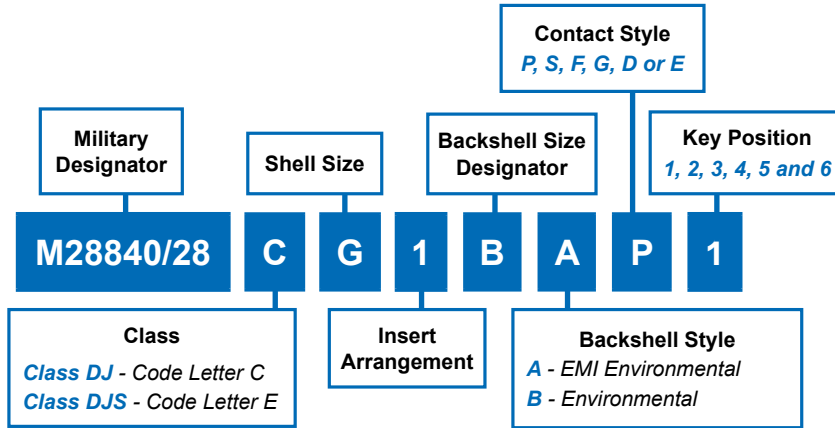 Contact Style
P, S, F, G, D or E
Military
Designator
Shell Size
Backshell Size
Designator
Key Position
1, 2, 3, 4, 5 and 6
M28840/28 C G 1 B A P 1
Class
Class DJ - Code Letter C
Class DJS - Code Letter E
Insert
Arrangement
Backshell Style
A - EMI Environmental
B - Environmental